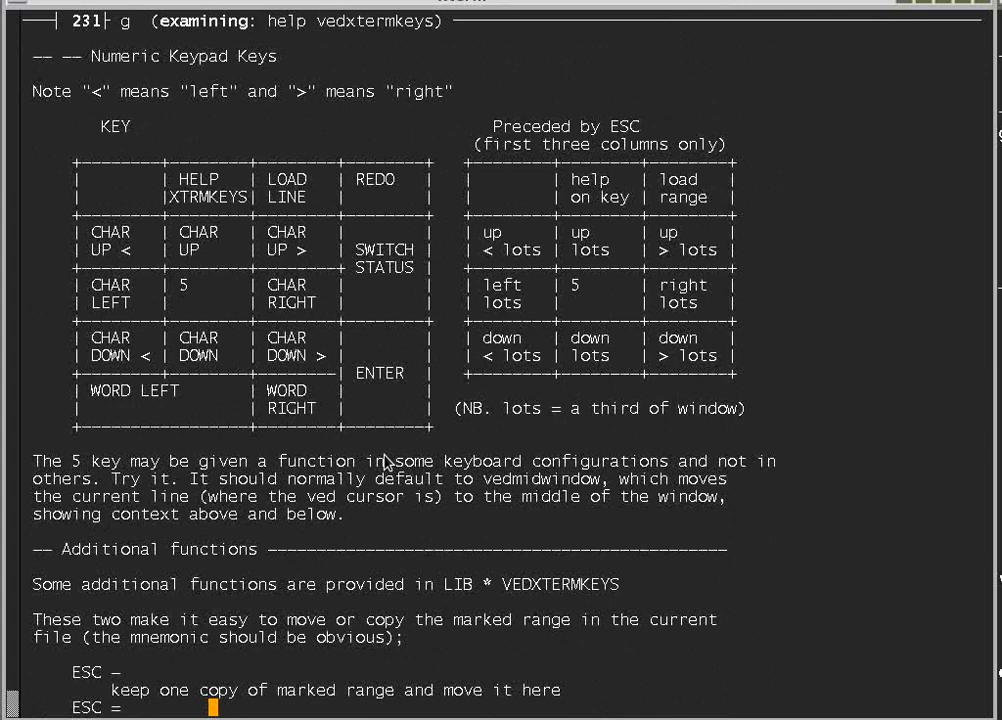 231 g (examining: help vedxtermkeys)
-- -- Numeric Keypad Keys
Note "<" means "left" and ">" means "right"
KEY Preceded by ESC
(first three columns only)
+--------+--------+--------+--------+ +--------+--------+--------+
| | HELP | LOAD | REDO | | | help | load |
| |XTRMKEYS| LINE | | | | on key | range |
+--------+--------+--------+--------+ +--------+--------+--------+
| CHAR | CHAR | CHAR | | | up | up | up |
| UP < | UP | UP > | SWITCH | | < lots | lots | > lots |
+--------+--------+--------+ STATUS | +--------+--------+--------+
| CHAR | 5 | CHAR | | | left | 5 | right |
| LEFT | | RIGHT | | | lots | | lots |
+--------+--------+--------+--------+ +--------+--------+--------+
| CHAR | CHAR | CHAR | | | down | down | down |
| DOWN < | DOWN | DOWN > | | | < lots | lots | > lots |
+--------+--------+--------| ENTER | +--------+--------+--------+
| WORD LEFT | WORD | |
| | RIGHT | | (NB. lots = a third of window)
+--------+--------+--------+--------+
The 5 key may be given a function in some keyboard configurations and not in
others. Try it. It should normally default to vedmidwindow, which moves
the current line (where the ved cursor is) to the middle of the window,
showing context above and below.
-- Additional functions -----------------------------------------------
Some additional functions are provided in LIB * VEDXTERMKEYS
These two make it easy to move or copy the marked range in the current
file (the mnemonic should be obvious);
ESC -
keep one copy of marked range and move it here
ESC =